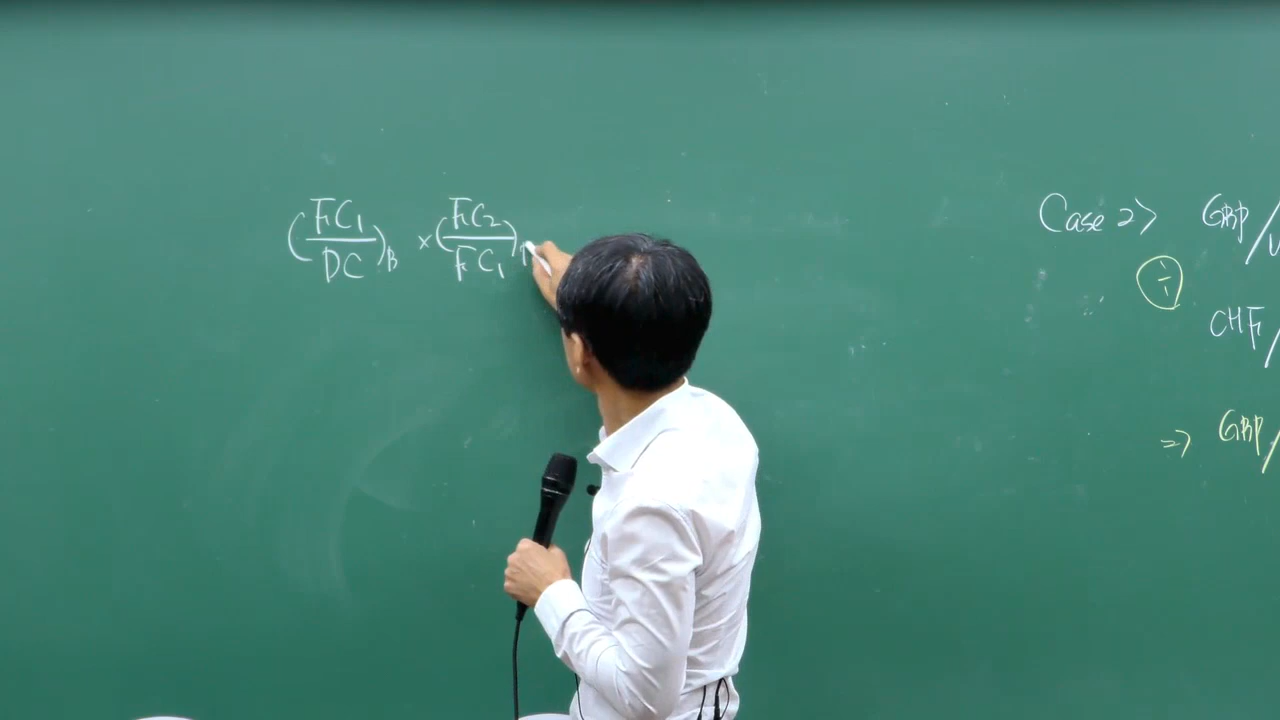 (FC₁/DC)B × (FC₂/FC₁)
Case 2> GBP/
÷
CHF/
=> GBP/